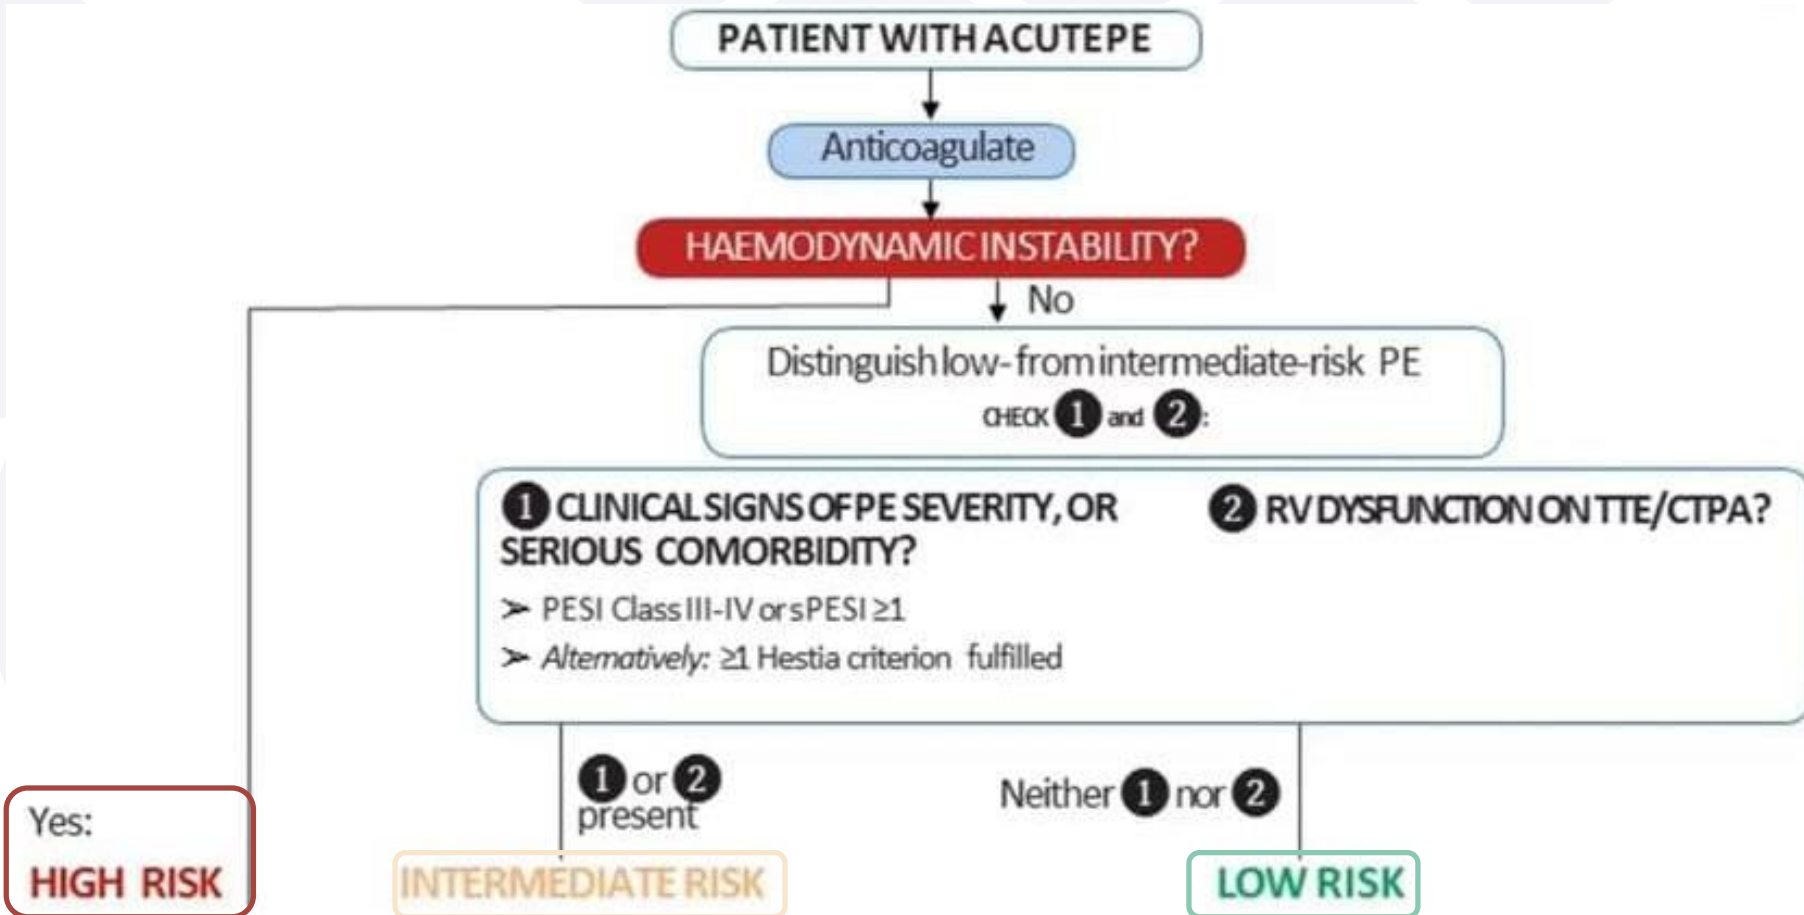 PATIENT WITH ACUTEPE
Anticoagulate
HAEMODYNAMIC INSTABILITY?
No
Distinguish low- from intermediate-risk PE
CHECK 1 and 2:
1 CLINICAL SIGNS OF PE SEVERITY, OR
SERIOUS COMORBIDITY?
➢ PESI Class III-IV or sPESI ≥1
➢ Alternatively: ≥1 Hestia criterion fulfilled
2 RV DYSFUNCTION ON TTE/CTPA?
1 or 2
present
Neither 1 nor 2
Yes:
HIGH RISK
INTERMEDIATE RISK
LOW RISK